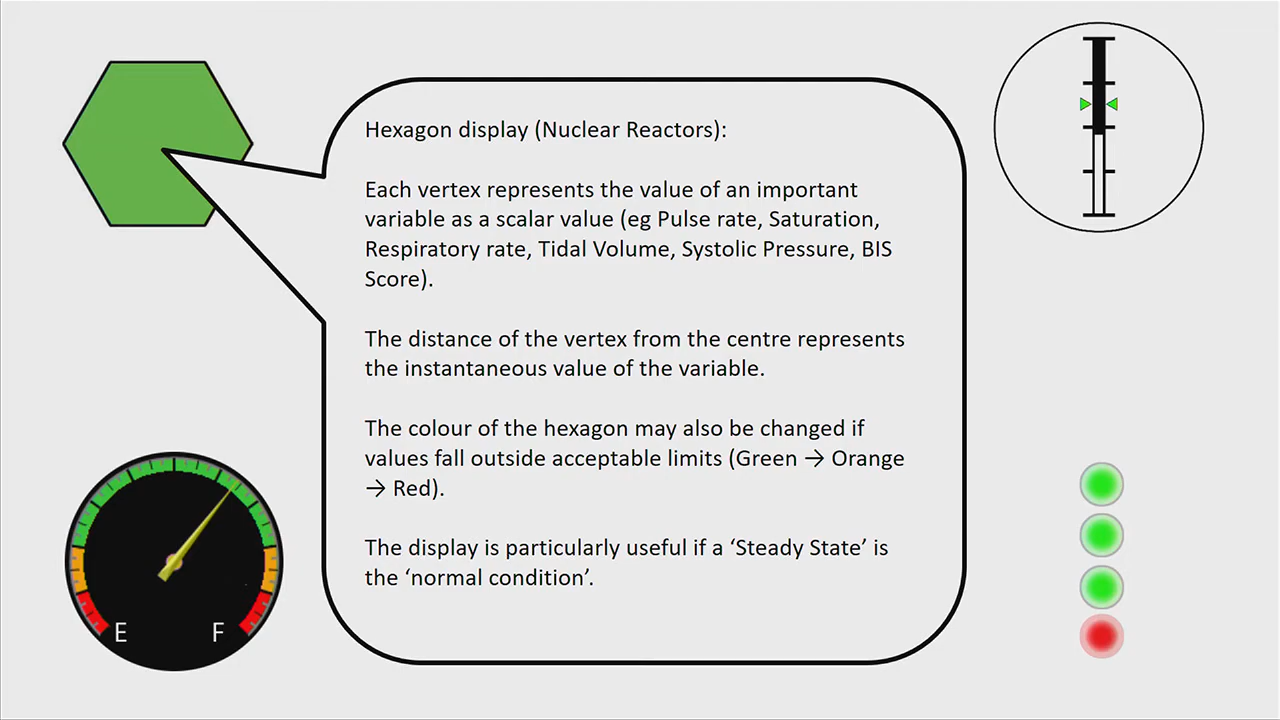 Hexagon display (Nuclear Reactors):
Each vertex represents the value of an important
variable as a scalar value (eg Pulse rate, Saturation,
Respiratory rate, Tidal Volume, Systolic Pressure, BIS
Score).
The distance of the vertex from the centre represents
the instantaneous value of the variable.
The colour of the hexagon may also be changed if
values fall outside acceptable limits (Green → Orange
→ Red).
The display is particularly useful if a ‘Steady State’ is
the ‘normal condition’.
E F